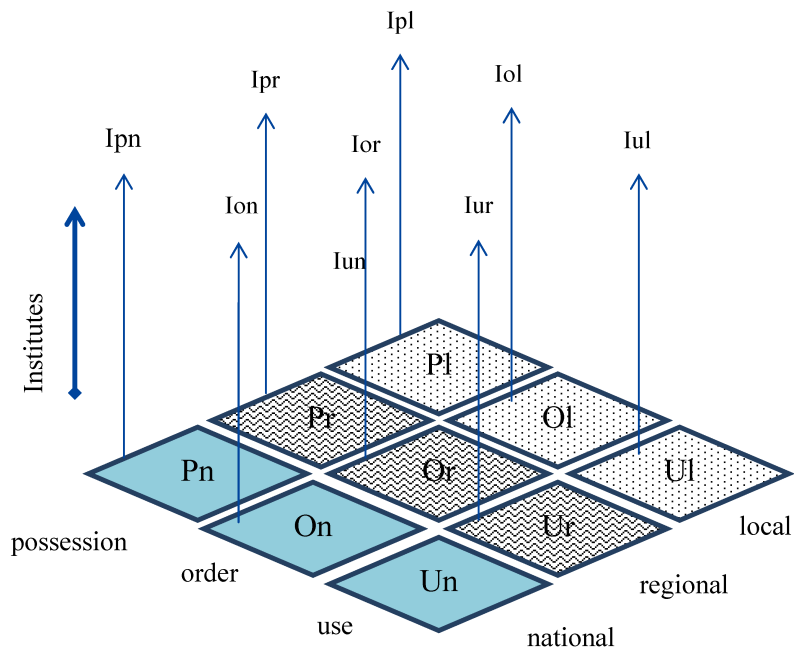 Ipl
Iol
Ipr
Ipn
Ior
Iul
Ion
Iur
Iun
Institutes
Pl
Pr
Ol
Pn
Or
Ul
On
Ur
Un
possession
order
use
local
regional
national